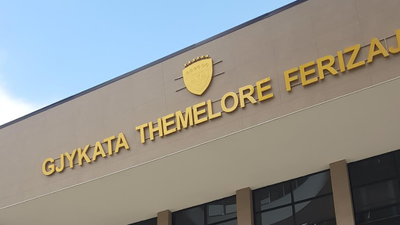 GJYKATA THEMELORE FERIZAJ